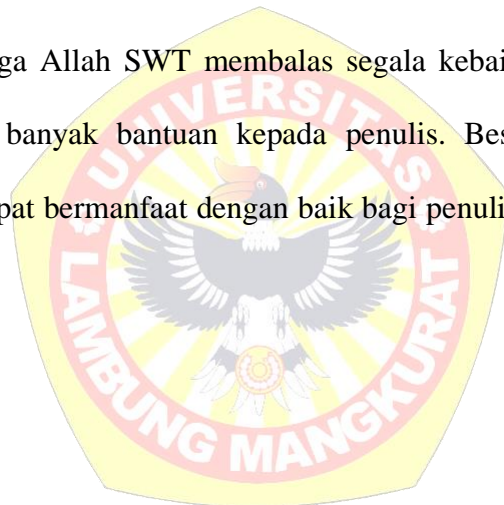 ga Allah SWT membalas segala kebai
banyak bantuan kepada penulis. Bes
pat bermanfaat dengan baik bagi penuli
UNIVERSITAS
LAMBUNG MANGKURAT